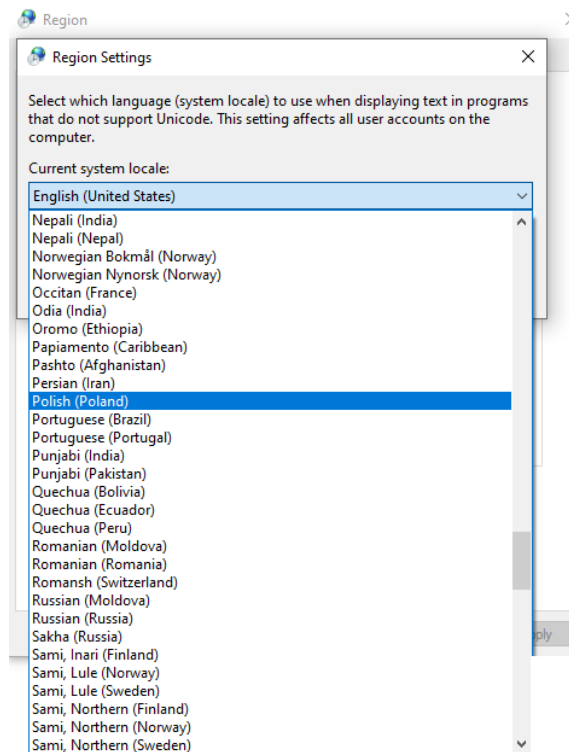 Region
Region Settings
Select which language (system locale) to use when displaying text in programs
that do not support Unicode. This setting affects all user accounts on the
computer.
Current system locale:
English (United States)
Nepali (India)
Nepali (Nepal)
Norwegian Bokmål (Norway)
Norwegian Nynorsk (Norway)
Occitan (France)
Odia (India)
Oromo (Ethiopia)
Papiamento (Caribbean)
Pashto (Afghanistan)
Persian (Iran)
Polish (Poland)
Portuguese (Brazil)
Portuguese (Portugal)
Punjabi (India)
Punjabi (Pakistan)
Quechua (Bolivia)
Quechua (Ecuador)
Quechua (Peru)
Romanian (Moldova)
Romanian (Romania)
Romansh (Switzerland)
Russian (Moldova)
Russian (Russia)
Sakha (Russia)
Sami, Inari (Finland)
Sami, Lule (Norway)
Sami, Lule (Sweden)
Sami, Northern (Finland)
Sami, Northern (Norway)
Sami, Northern (Sweden)